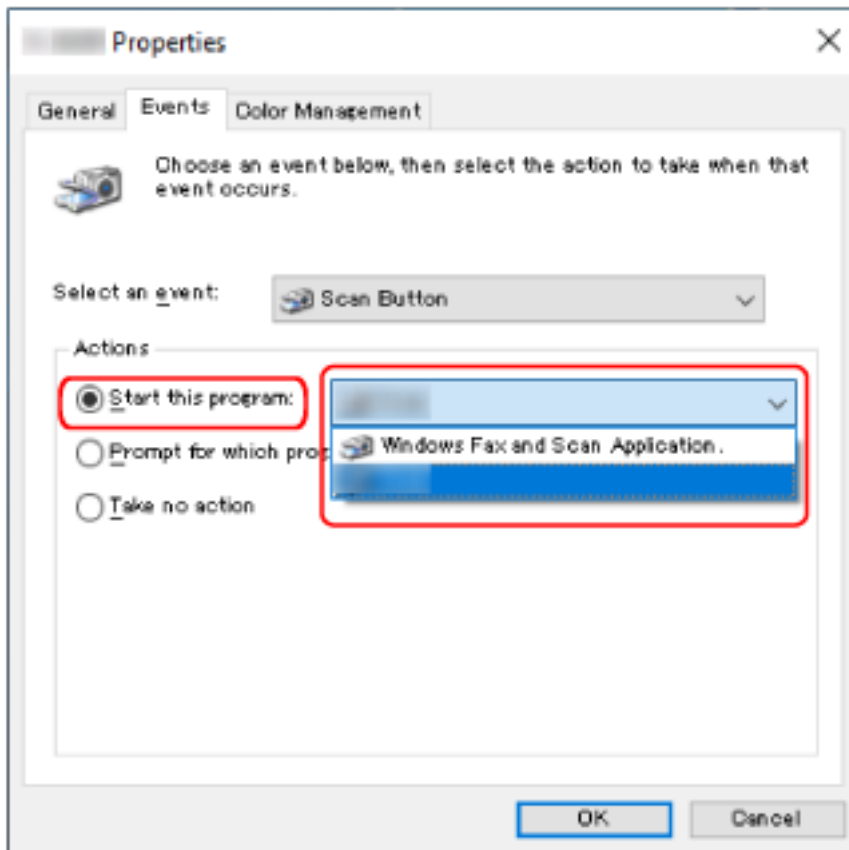 Properties
General Events Color Management
Choose an event below, then select the action to take when that
event occurs.
Select an event:
Scan Button
Actions
Start this program:
Windows Fax and Scan Application.
Prompt for which
Take no action
OK Cancel